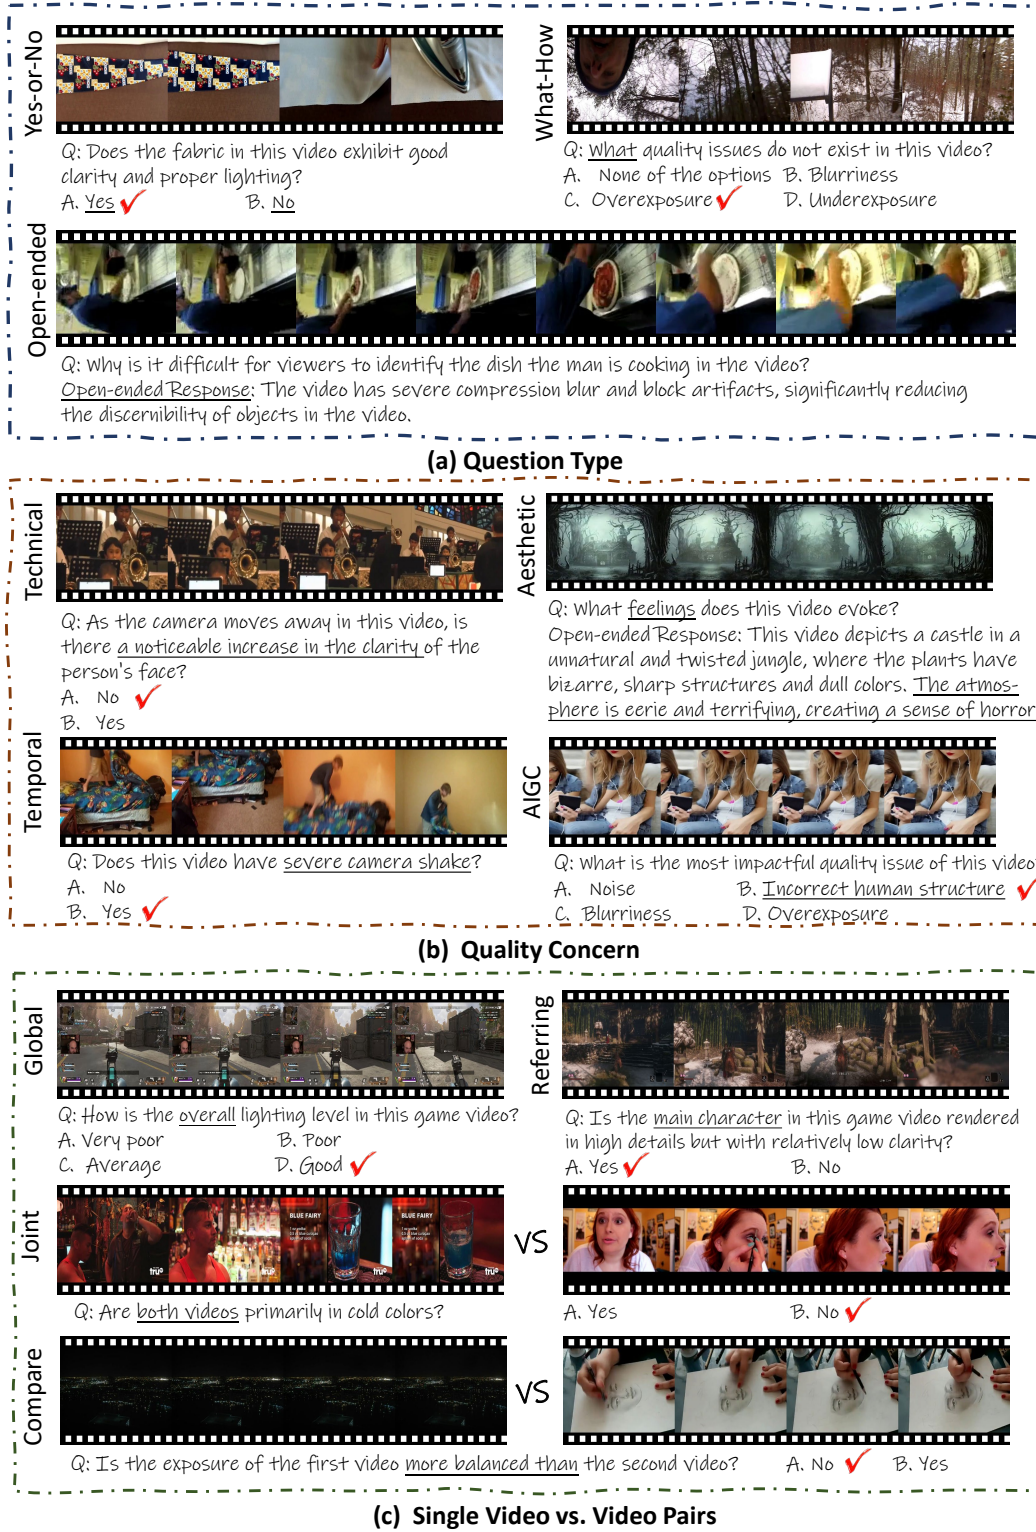 Yes-or-No
Q: Does the fabric in this video exhibit good
clarity and proper lighting?
A. Yes
B. No
What-How
Q: What quality issues do not exist in this video?
A. None of the options B. Blurriness
C. Overexposure D. Underexposure
Open-ended
Q: Why is it difficult for viewers to identify the dish the man is cooking in the video?
Open-ended Response: The video has severe compression blur and block artifacts, significantly reducing
the discernibility of objects in the video.
(a) Question Type
Technical
Q: As the camera moves away in this video, is
there a noticeable increase in the clarity of the
person's face?
A. No
B. Yes
Aesthetic
Q: What feelings does this video evoke?
Open-ended Response: This video depicts a castle in a
unnatural and twisted jungle, where the plants have
bizarre, sharp structures and dull colors. The atmos-
phere is eerie and terrifying, creating a sense of horror
Temporal
Q: Does this video have severe camera shake?
A. No
B. Yes
AIGC
Q: What is the most impactful quality issue of this video
A. Noise B. Incorrect human structure
C. Blurriness D. Overexposure
(b) Quality Concern
Global
Q: How is the overall lighting level in this game video?
A. Very poor B. Poor
C. Average D. Good
Referring
Q: Is the main character in this game video rendered
in high details but with relatively low clarity?
A. Yes B. No
Joint
truD
BLUE FAIRY
truD
BLUE FAIRY
truD
VS
Q: Are both videos primarily in cold colors?
A. Yes B. No
Compare
VS
Q: Is the exposure of the first video more balanced than the second video? A. No B. Yes
(c) Single Video vs. Video Pairs